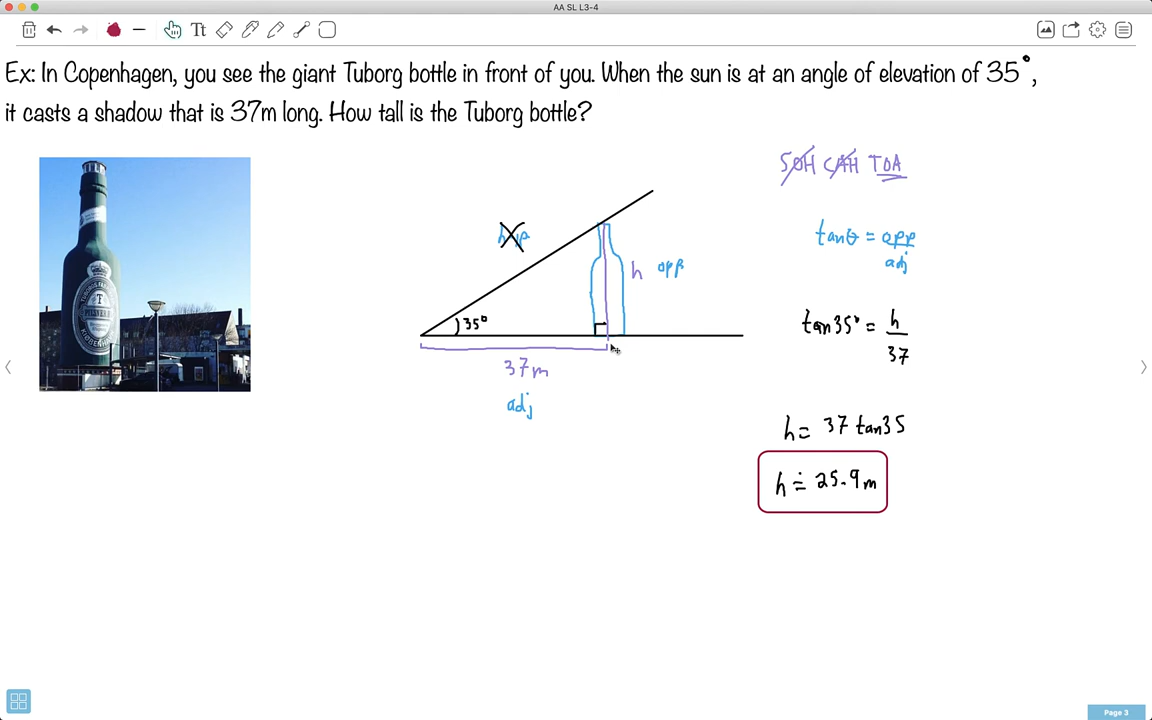 AA SL L3-4
Tt
Ex: In Copenhagen, you see the giant Tuborg bottle in front of you. When the sun is at an angle of elevation of 35°,
it casts a shadow that is 37m long. How tall is the Tuborg bottle?
SOH CAH TOA
hyp
tanθ = opp
adj
h opp
35°
tan35° = h
37
37m
adj
h = 37 tan35
h ≐ 25.9m
T
PILSNER
Page 3